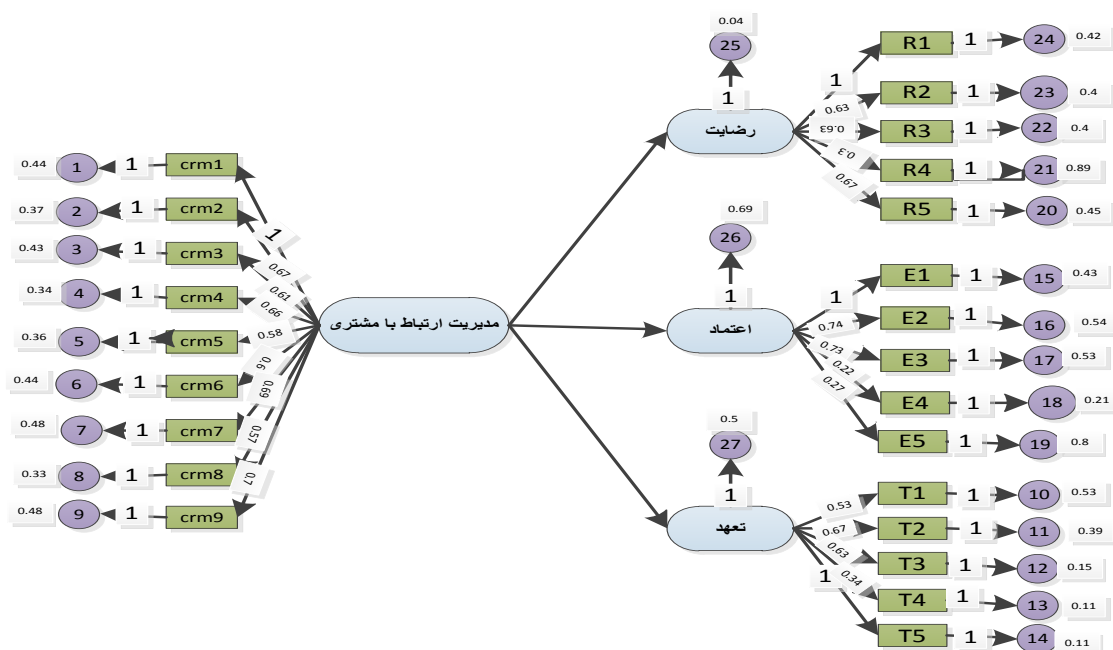 0.04
25
1
رضایت
1
0.63
0.63
0.3
0.67
R1 1 24 0.42
R2 1 23 0.4
R3 1 22 0.4
R4 1 21 0.89
R5 1 20 0.45
0.44 1 1 crm1
0.37 2 1 crm2
0.43 3 1 crm3
0.34 4 1 crm4
0.36 5 1 crm5
0.44 6 1 crm6
0.48 7 1 crm7
0.33 8 1 crm8
0.48 9 1 crm9
1
0.67
0.61
0.66
0.58
0.6
0.69
0.57
0.7
مدیریت ارتباط با مشتری
0.69
26
1
اعتماد
1
0.74
0.73
0.22
0.27
E1 1 15 0.43
E2 1 16 0.54
E3 1 17 0.53
E4 1 18 0.21
E5 1 19 0.8
0.5
27
1
تعهد
0.53
0.67
0.63
0.34
1
T1 1 10 0.53
T2 1 11 0.39
T3 1 12 0.15
T4 1 13 0.11
T5 1 14 0.11